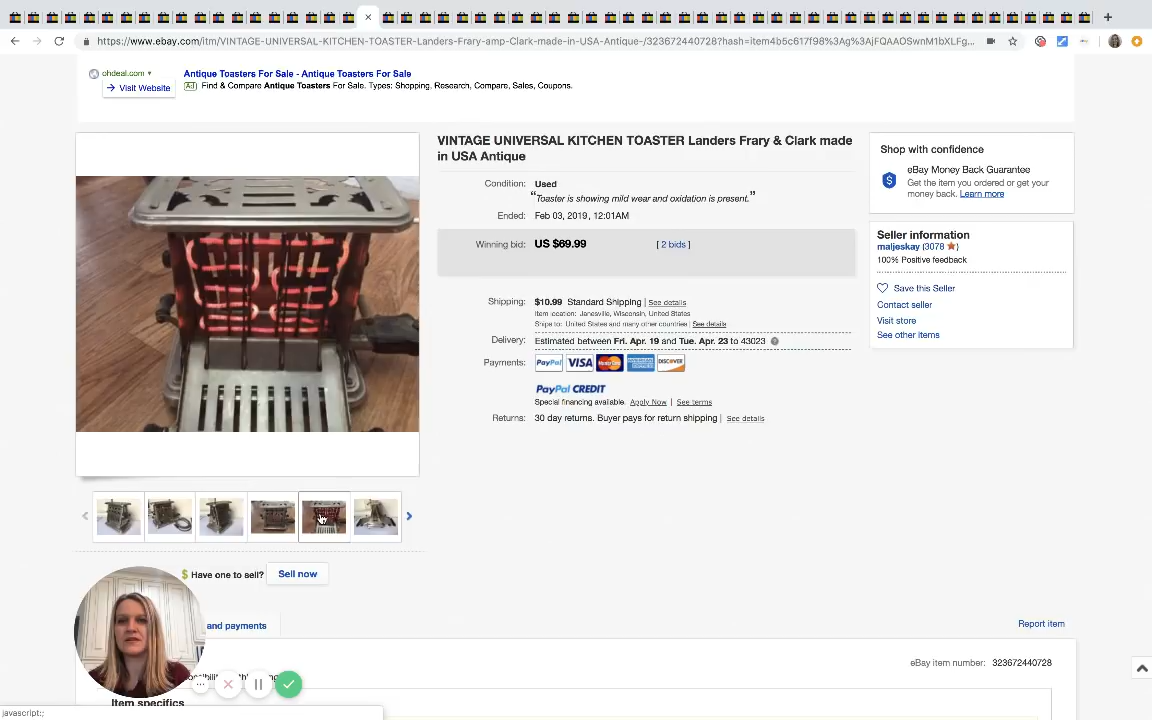 https://www.ebay.com/itm/VINTAGE-UNIVERSAL-KITCHEN-TOASTER-Landers-Frary-amp-Clark-made-in-USA-Antique-/323672440728?hash=item4b5c617f98%3Ag%3AjFQAAOSwnM1bXLFg...
ohdeal.com
Visit Website
Antique Toasters For Sale - Antique Toasters For Sale
Ad Find & Compare Antique Toasters For Sale. Types: Shopping, Research, Compare, Sales, Coupons.
VINTAGE UNIVERSAL KITCHEN TOASTER Landers Frary & Clark made
in USA Antique
Condition: Used
"Toaster is showing mild wear and oxidation is present."
Ended: Feb 03, 2019, 12:01AM
Winning bid: US $69.99 [ 2 bids ]
Shipping: $10.99 Standard Shipping | See details
Item location: Janesville, Wisconsin, United States
Ships to: United States and many other countries | See details
Delivery: Estimated between Fri. Apr. 19 and Tue. Apr. 23 to 43023
Payments: PayPal VISA MasterCard AMERICAN EXPRESS DISCOVER
PayPal CREDIT
Special financing available. Apply Now | See terms
Returns: 30 day returns. Buyer pays for return shipping | See details
Shop with confidence
eBay Money Back Guarantee
Get the item you ordered or get your
money back. Learn more
Seller information
maljeskay (3078)
100% Positive feedback
Save this Seller
Contact seller
Visit store
See other items
Have one to sell? Sell now
and payments
Report item
eBay item number: 323672440728
Item specifics
javascript:;